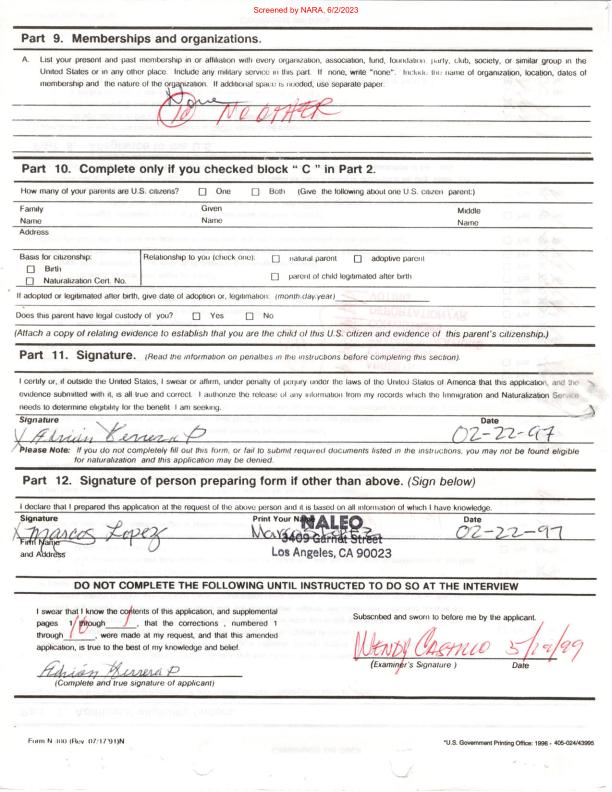 Screened by NARA, 6/2/2023
Part 9. Memberships and organizations.
A. List your present and past membership in or affiliation with every organization, association, fund, foundation, party, club, society, or similar group in the
United States or in any other place. Include any military service in this part. If none, write "none". Include the name of organization, location, dates of
membership and the nature of the organization. If additional space is needed, use separate paper.
None
10 NO OTHER
Part 10. Complete only if you checked block " C " in Part 2.
How many of your parents are U.S. citizens? One Both (Give the following about one U.S. citizen parent:)
Family Given Middle
Name Name Name
Address
Basis for citizenship: Relationship to you (check one): natural parent adoptive parent
Birth
Naturalization Cert. No. parent of child legitimated after birth
If adopted or legitimated after birth, give date of adoption or, legitimation: (month.day.year)
Does this parent have legal custody of you? Yes No
(Attach a copy of relating evidence to establish that you are the child of this U.S. citizen and evidence of this parent's citizenship.)
Part 11. Signature. (Read the information on penalties in the instructions before completing this section).
I certify or, if outside the United States, I swear or affirm, under penalty of perjury under the laws of the United States of America that this application, and the
evidence submitted with it, is all true and correct. I authorize the release of any information from my records which the Immigration and Naturalization Service
needs to determine eligibility for the benefit I am seeking.
Signature Date
X Adrián Herrera P 02-22-97
Please Note: If you do not completely fill out this form, or fail to submit required documents listed in the instructions, you may not be found eligible
for naturalization and this application may be denied.
Part 12. Signature of person preparing form if other than above. (Sign below)
I declare that I prepared this application at the request of the above person and it is based on all information of which I have knowledge.
Signature Print Your Name Date
X Marcos Lopez Marcos Lopez 02-22-97
NALEO
3409 Garnet Street
Los Angeles, CA 90023
Firm Name
and Address
DO NOT COMPLETE THE FOLLOWING UNTIL INSTRUCTED TO DO SO AT THE INTERVIEW
I swear that I know the contents of this application, and supplemental
pages 1 through 1, that the corrections, numbered 1
through 10, were made at my request, and that this amended
application, is true to the best of my knowledge and belief.
Adrián Herrera P
(Complete and true signature of applicant)
Subscribed and sworn to before me by the applicant.
WENDY CASTILLO 5/19/99
(Examiner's Signature ) Date
Form N-400 (Rev. 07/17/91)N
*U.S. Government Printing Office: 1996 - 405-024/43995